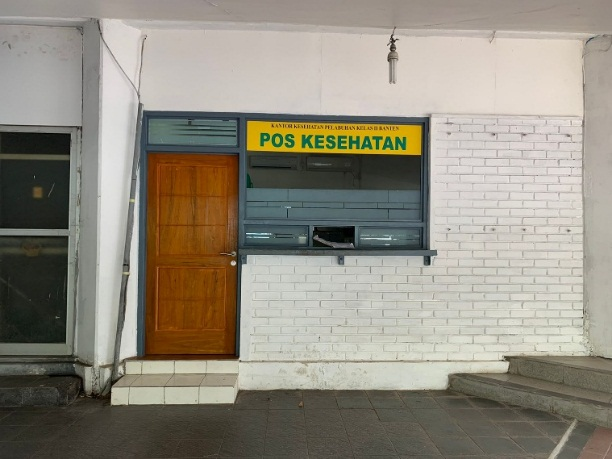 KANTOR KESEHATAN PELABUHAN KELAS II BANTEN
POS KESEHATAN